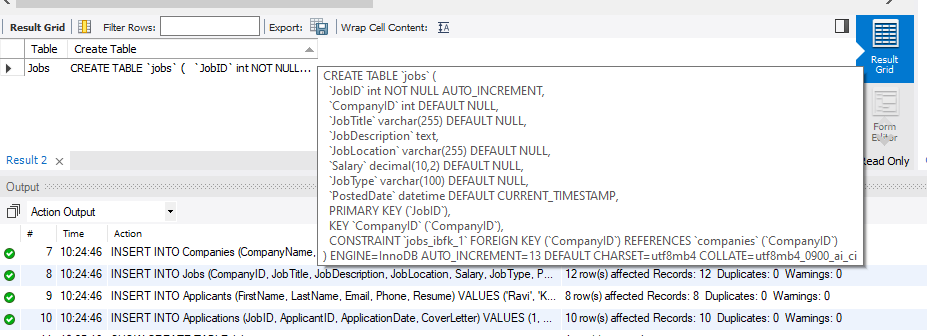 Result Grid Filter Rows: Export: Wrap Cell Content:
Table Create Table
Jobs CREATE TABLE `jobs` ( `JobID` int NOT NULL...
CREATE TABLE `jobs` (
`JobID` int NOT NULL AUTO_INCREMENT,
`CompanyID` int DEFAULT NULL,
`JobTitle` varchar(255) DEFAULT NULL,
`JobDescription` text,
`JobLocation` varchar(255) DEFAULT NULL,
`Salary` decimal(10,2) DEFAULT NULL,
`JobType` varchar(100) DEFAULT NULL,
`PostedDate` datetime DEFAULT CURRENT_TIMESTAMP,
PRIMARY KEY (`JobID`),
KEY `CompanyID` (`CompanyID`),
CONSTRAINT `jobs_ibfk_1` FOREIGN KEY (`CompanyID`) REFERENCES `companies` (`CompanyID`)
) ENGINE=InnoDB AUTO_INCREMENT=13 DEFAULT CHARSET=utf8mb4 COLLATE=utf8mb4_0900_ai_ci
Result
Grid
Form
Editor
Read Only
Result 2
Output
Action Output
# Time Action
7 10:24:46 INSERT INTO Companies (CompanyName,
8 10:24:46 INSERT INTO Jobs (CompanyID, JobTitle, JobDescription, JobLocation, Salary, JobType, P... 12 row(s) affected Records: 12 Duplicates: 0 Warnings: 0
9 10:24:46 INSERT INTO Applicants (FirstName, LastName, Email, Phone, Resume) VALUES ('Ravi', 'K... 8 row(s) affected Records: 8 Duplicates: 0 Warnings: 0
10 10:24:46 INSERT INTO Applications (JobID, ApplicantID, ApplicationDate, CoverLetter) VALUES (1, ... 10 row(s) affected Records: 10 Duplicates: 0 Warnings: 0